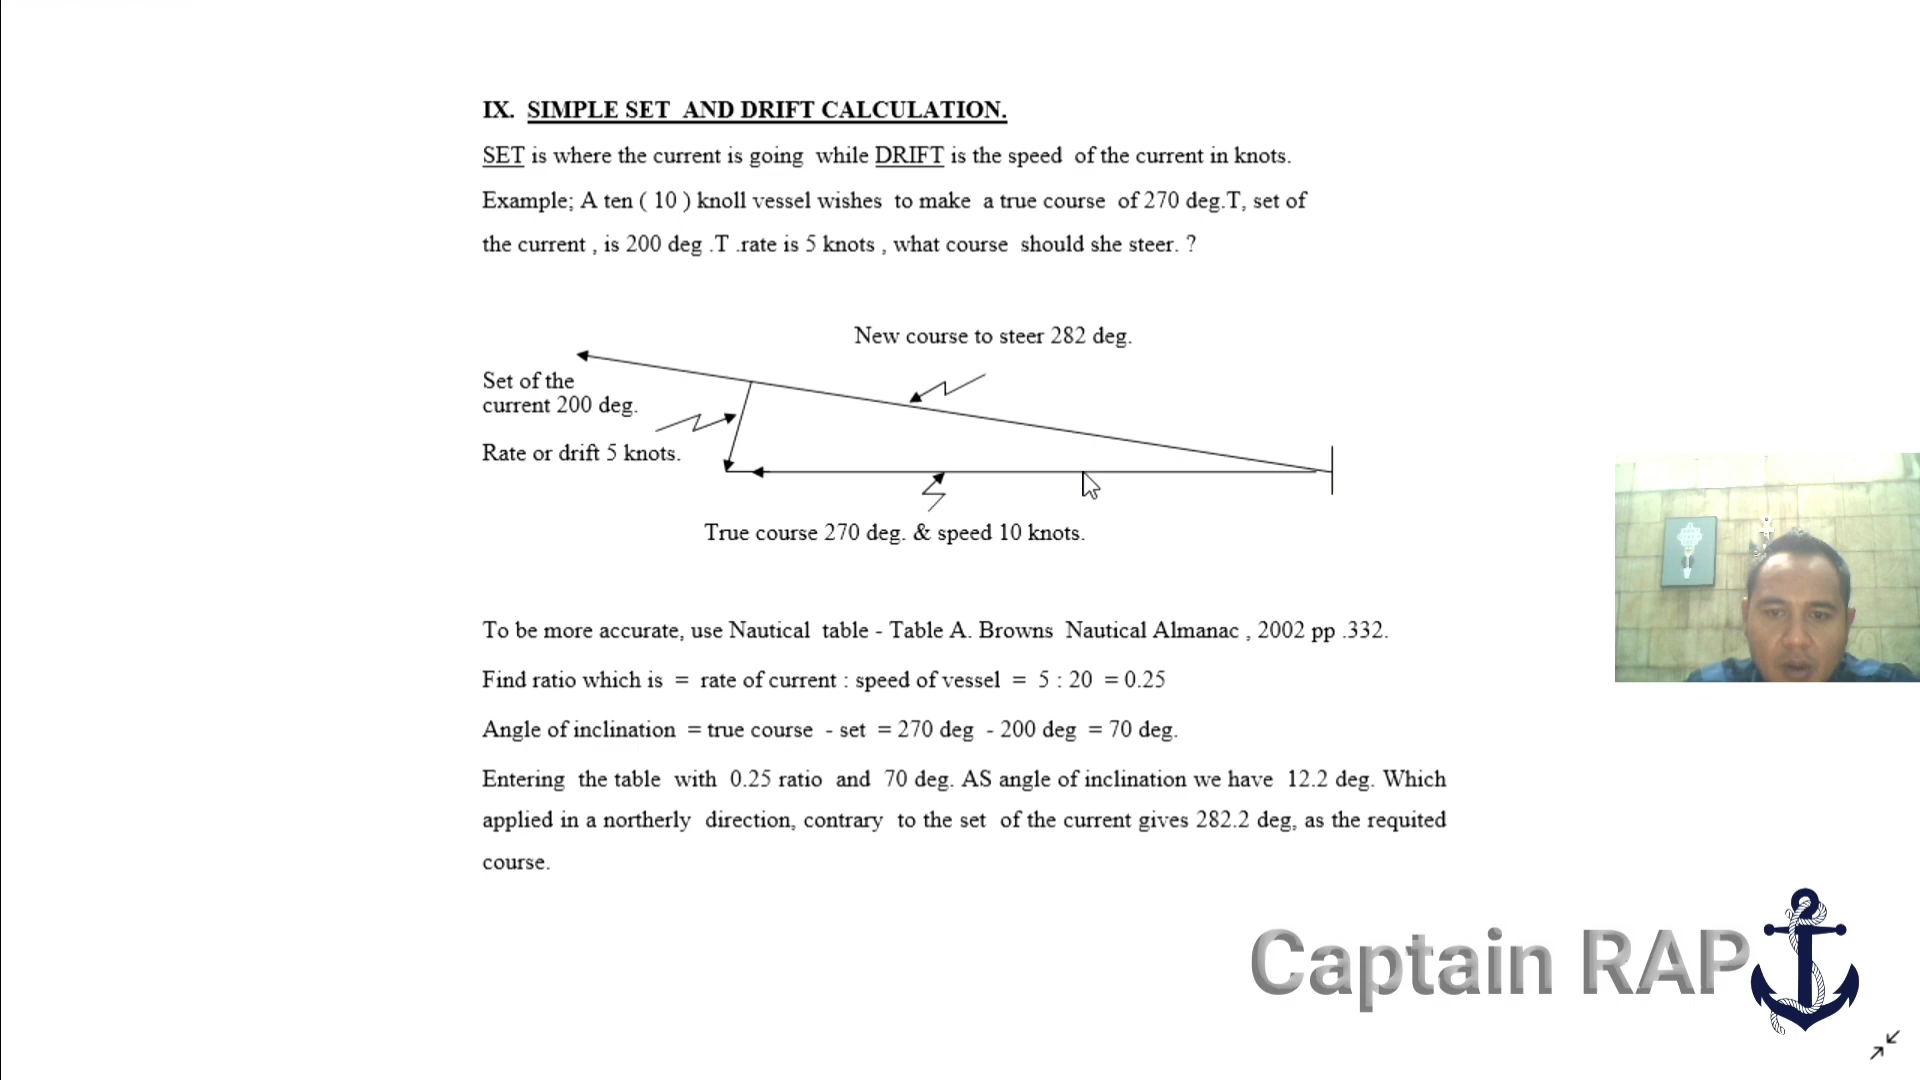 IX. SIMPLE SET AND DRIFT CALCULATION.
SET is where the current is going while DRIFT is the speed of the current in knots.
Example; A ten ( 10 ) knoll vessel wishes to make a true course of 270 deg.T, set of
the current , is 200 deg .T .rate is 5 knots , what course should she steer. ?
New course to steer 282 deg.
Set of the
current 200 deg.
Rate or drift 5 knots.
True course 270 deg. & speed 10 knots.
To be more accurate, use Nautical table - Table A. Browns Nautical Almanac , 2002 pp .332.
Find ratio which is = rate of current : speed of vessel = 5 : 20 = 0.25
Angle of inclination = true course - set = 270 deg - 200 deg = 70 deg.
Entering the table with 0.25 ratio and 70 deg. AS angle of inclination we have 12.2 deg. Which
applied in a northerly direction, contrary to the set of the current gives 282.2 deg, as the requited
course.
Captain RAP